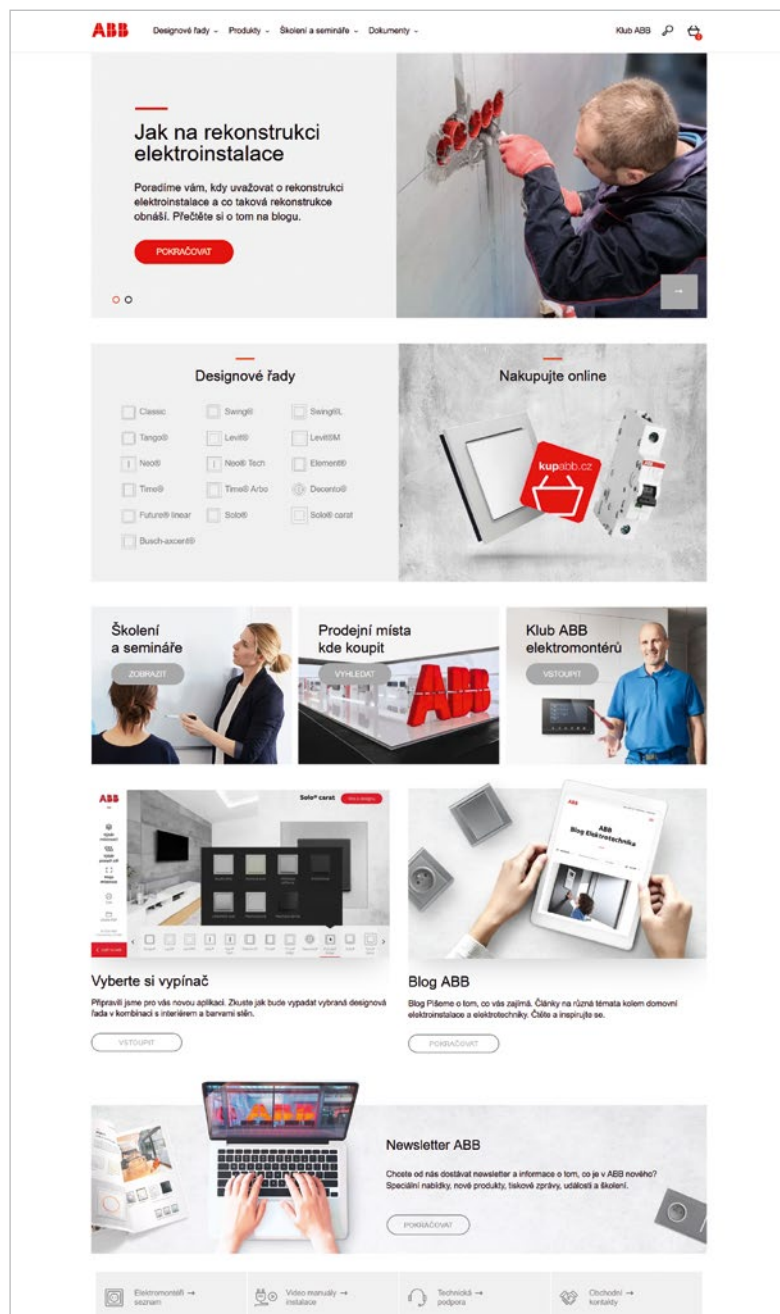 ABB
Designové řady
Produkty
Školení a semináře
Dokumenty
Klub ABB
Jak na rekonstrukci
elektroinstalace
Poradíme vám, kdy uvažovat o rekonstrukci
elektroinstalace a co taková rekonstrukce
obnáší. Přečtěte si o tom na blogu.
POKRAČOVAT
→
Designové řady
Classic
Swing®
Swing®L
Tango®
Levit®
Levit®M
Neo®
Neo® Tech
Element®
Time®
Time® Arbo
Decento®
Future® linear
Solo®
Solo® carat
Busch-axcent®
Nakupujte online
kupabb.cz
ABB
Školení
a semináře
ZOBRAZIT
Prodejní místa
kde koupit
VYHLEDAT
ABB
Klub ABB
elektromontérů
VSTOUPIT
ABB
Solo® carat
ABB
ABB
Blog Elektrotechnika
Vyberte si vypínač
Připravili jsme pro vás novou aplikaci. Zkuste jak bude vypadat vybraná designová
řada v kombinaci s interiérem a barvami stěn.
VSTOUPIT
Blog ABB
Blog Píšeme o tom, co vás zajímá. Články na různá témata kolem domovní
elektroinstalace a elektrotechniky. Čtěte a inspirujte se.
POKRAČOVAT
ABB
Newsletter ABB
Chcete od nás dostávat newsletter a informace o tom, co je v ABB nového?
Speciální nabídky, nové produkty, tiskové zprávy, události a školení.
POKRAČOVAT
Elektromontéři →
seznam
Video manuály →
instalace
Technická →
podpora
Obchodní →
kontakty